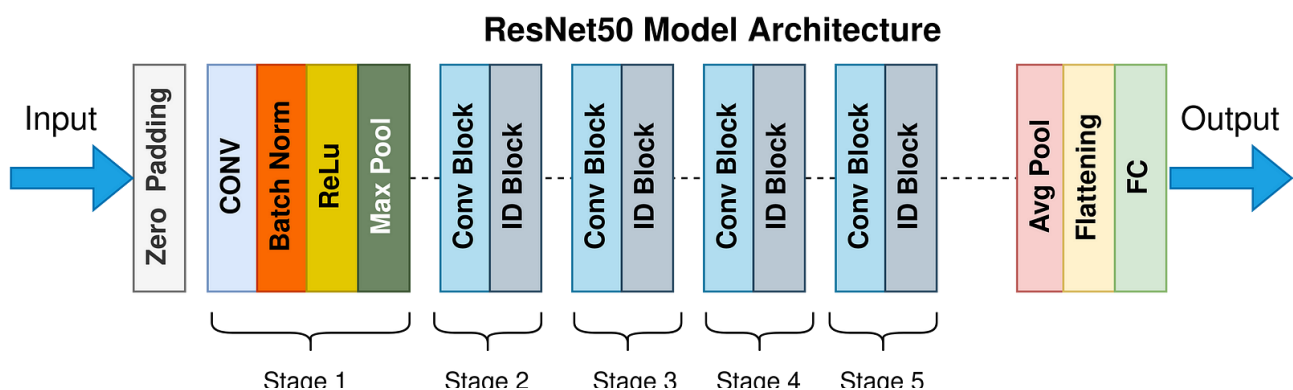 ResNet50 Model Architecture
Input
Zero Padding
CONV
Batch Norm
ReLu
Max Pool
Conv Block
ID Block
Conv Block
ID Block
Conv Block
ID Block
Conv Block
ID Block
Avg Pool
Flattening
FC
Output
Stage 1
Stage 2
Stage 3
Stage 4
Stage 5